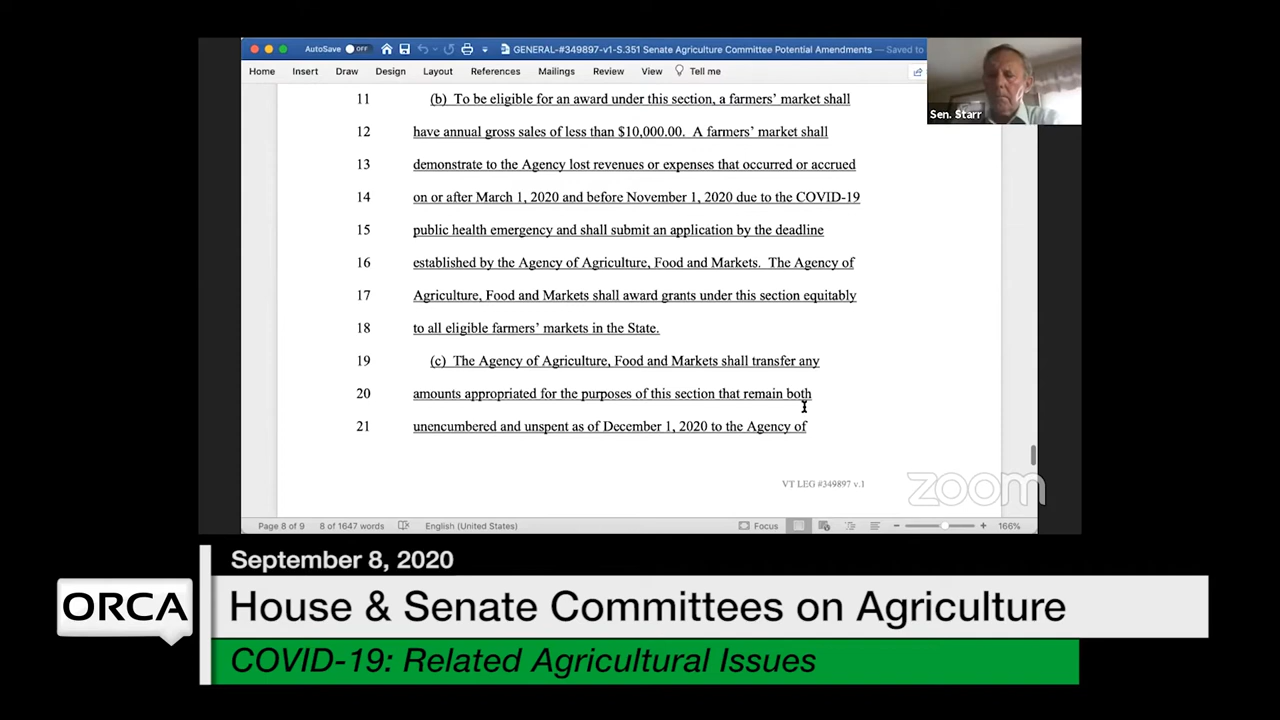 AutoSave OFF
GENERAL-#349897-v1-S.351 Senate Agriculture Committee Potential Amendments — Saved to
Home Insert Draw Design Layout References Mailings Review View Tell me
Sen. Starr
11 (b) To be eligible for an award under this section, a farmers' market shall
12 have annual gross sales of less than $10,000.00. A farmers' market shall
13 demonstrate to the Agency lost revenues or expenses that occurred or accrued
14 on or after March 1, 2020 and before November 1, 2020 due to the COVID-19
15 public health emergency and shall submit an application by the deadline
16 established by the Agency of Agriculture, Food and Markets. The Agency of
17 Agriculture, Food and Markets shall award grants under this section equitably
18 to all eligible farmers' markets in the State.
19 (c) The Agency of Agriculture, Food and Markets shall transfer any
20 amounts appropriated for the purposes of this section that remain both
21 unencumbered and unspent as of December 1, 2020 to the Agency of
VT LEG #349897 v.1
zoom
Page 8 of 9 8 of 1647 words English (United States) Focus 166%
September 8, 2020
ORCA
House & Senate Committees on Agriculture
COVID-19: Related Agricultural Issues